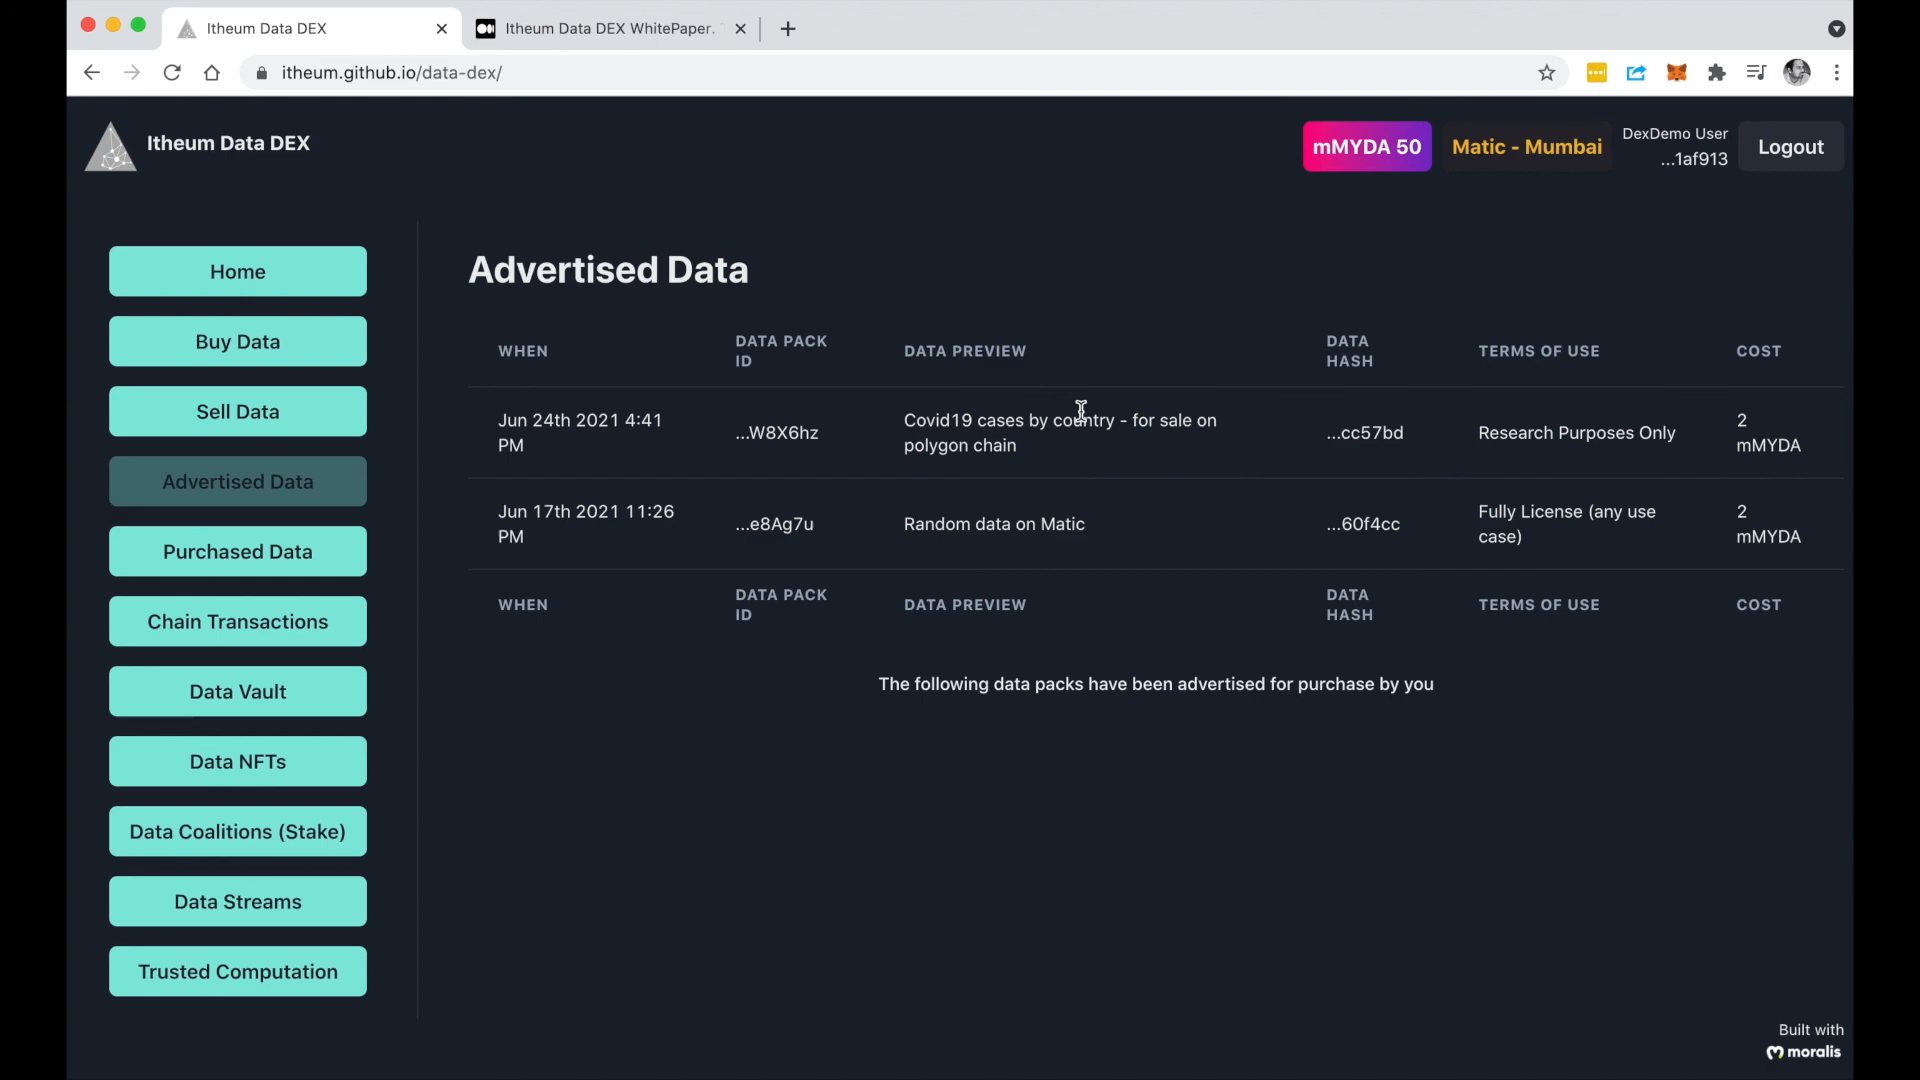 Itheum Data DEX
Itheum Data DEX WhitePaper.
itheum.github.io/data-dex/
Itheum Data DEX
mMYDA 50
Matic - Mumbai
DexDemo User
...1af913
Logout
Home
Buy Data
Sell Data
Advertised Data
Purchased Data
Chain Transactions
Data Vault
Data NFTs
Data Coalitions (Stake)
Data Streams
Trusted Computation
Advertised Data
WHEN
DATA PACK
ID
DATA PREVIEW
DATA
HASH
TERMS OF USE
COST
Jun 24th 2021 4:41
PM
...W8X6hz
Covid19 cases by country - for sale on
polygon chain
...cc57bd
Research Purposes Only
2
mMYDA
Jun 17th 2021 11:26
PM
...e8Ag7u
Random data on Matic
...60f4cc
Fully License (any use
case)
2
mMYDA
WHEN
DATA PACK
ID
DATA PREVIEW
DATA
HASH
TERMS OF USE
COST
The following data packs have been advertised for purchase by you
Built with
moralis